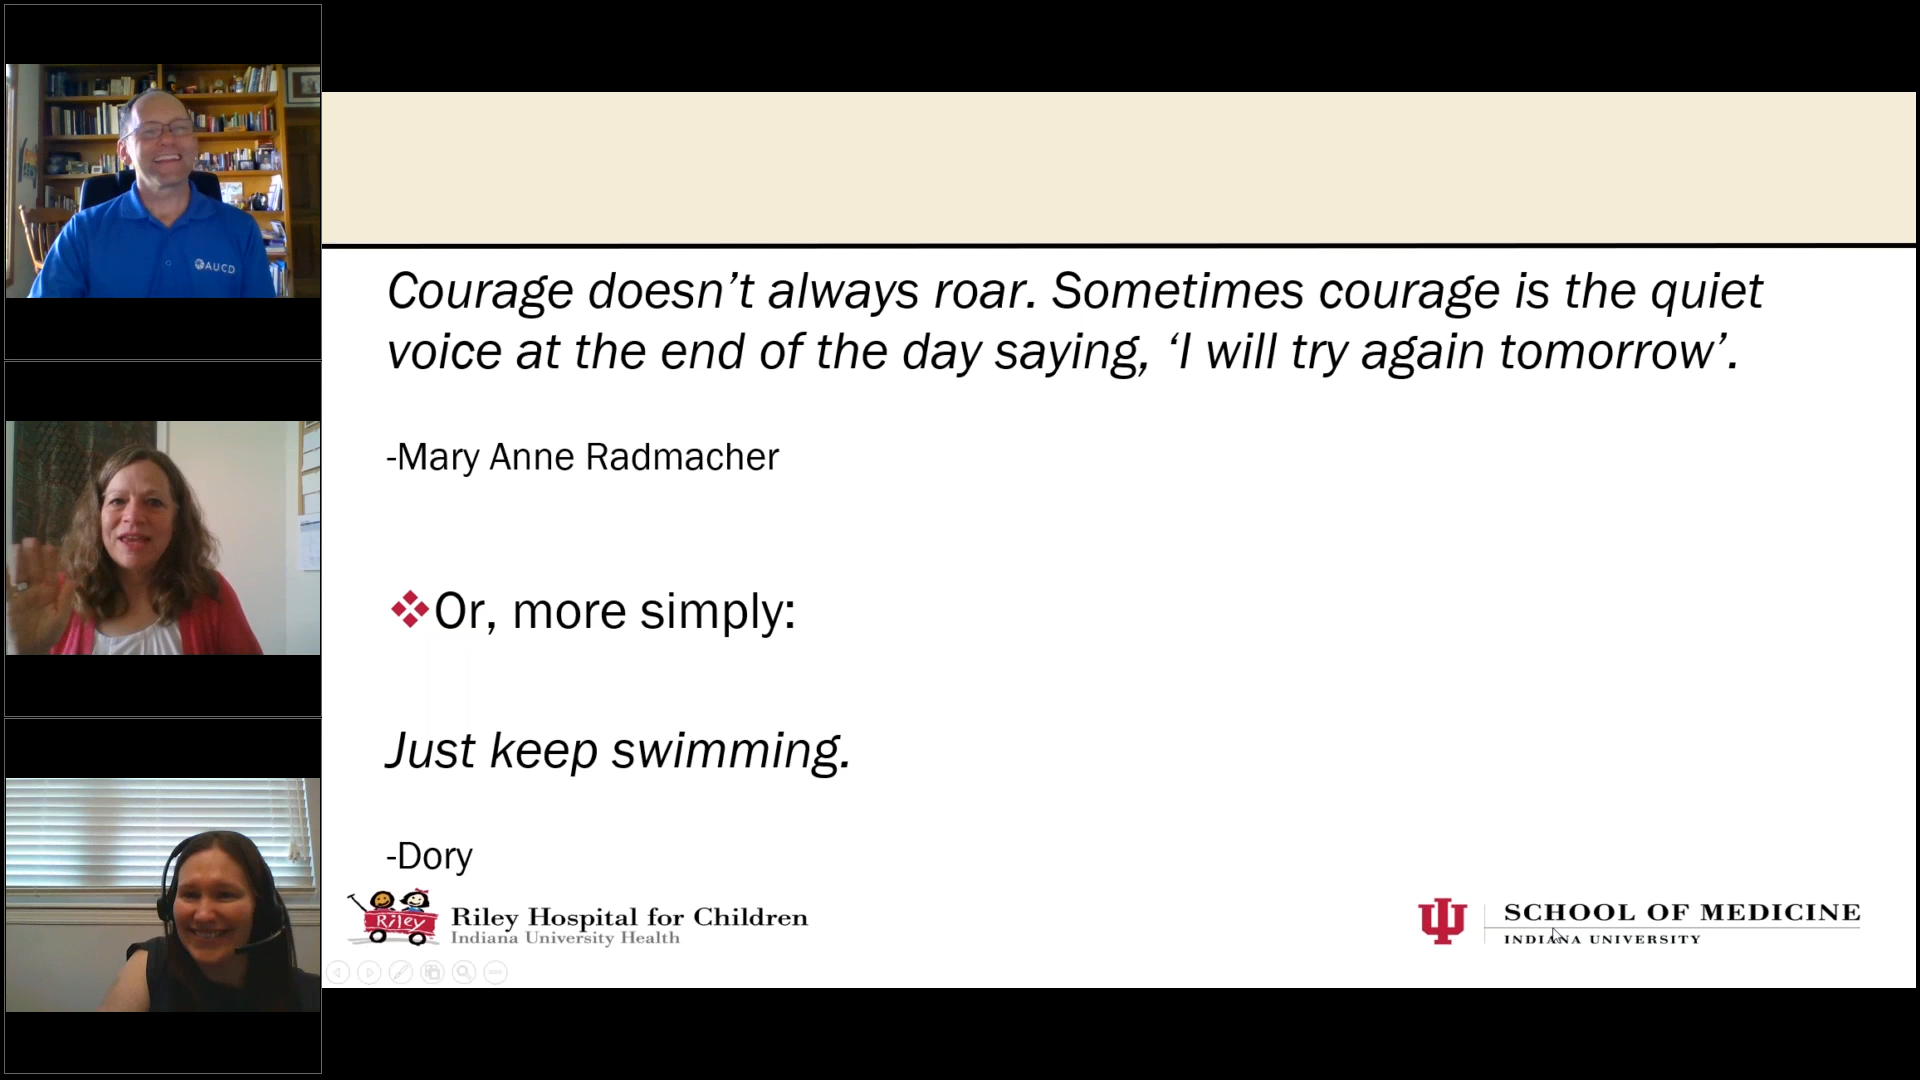 AUCD
Courage doesn’t always roar. Sometimes courage is the quiet
voice at the end of the day saying, ‘I will try again tomorrow’.
-Mary Anne Radmacher
Or, more simply:
Just keep swimming.
-Dory
Riley
Riley Hospital for Children
Indiana University Health
SCHOOL OF MEDICINE
INDIANA UNIVERSITY